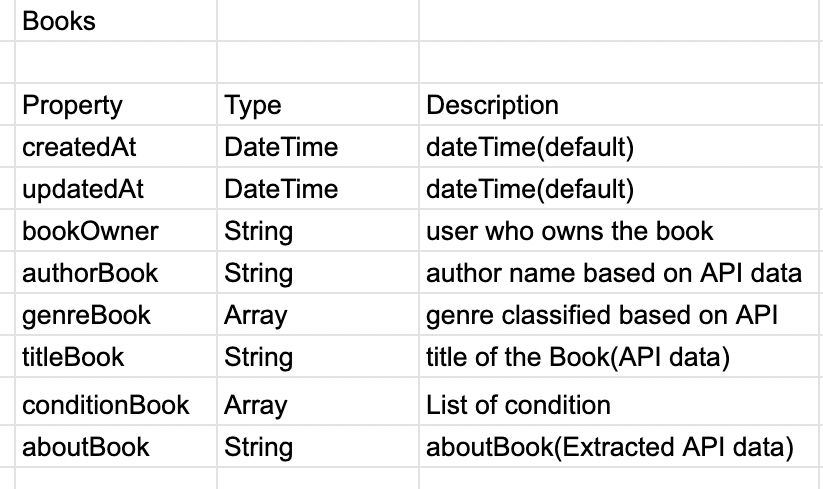 Books
Property Type Description
createdAt DateTime dateTime(default)
updatedAt DateTime dateTime(default)
bookOwner String user who owns the book
authorBook String author name based on API data
genreBook Array genre classified based on API
titleBook String title of the Book(API data)
conditionBook Array List of condition
aboutBook String aboutBook(Extracted API data)